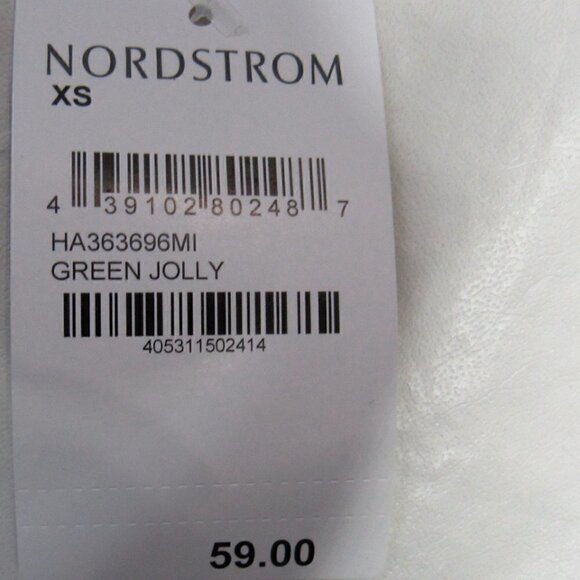 NORDSTROM
XS
4 39102 80248 7
HA363696MI
GREEN JOLLY
405311502414
59.00